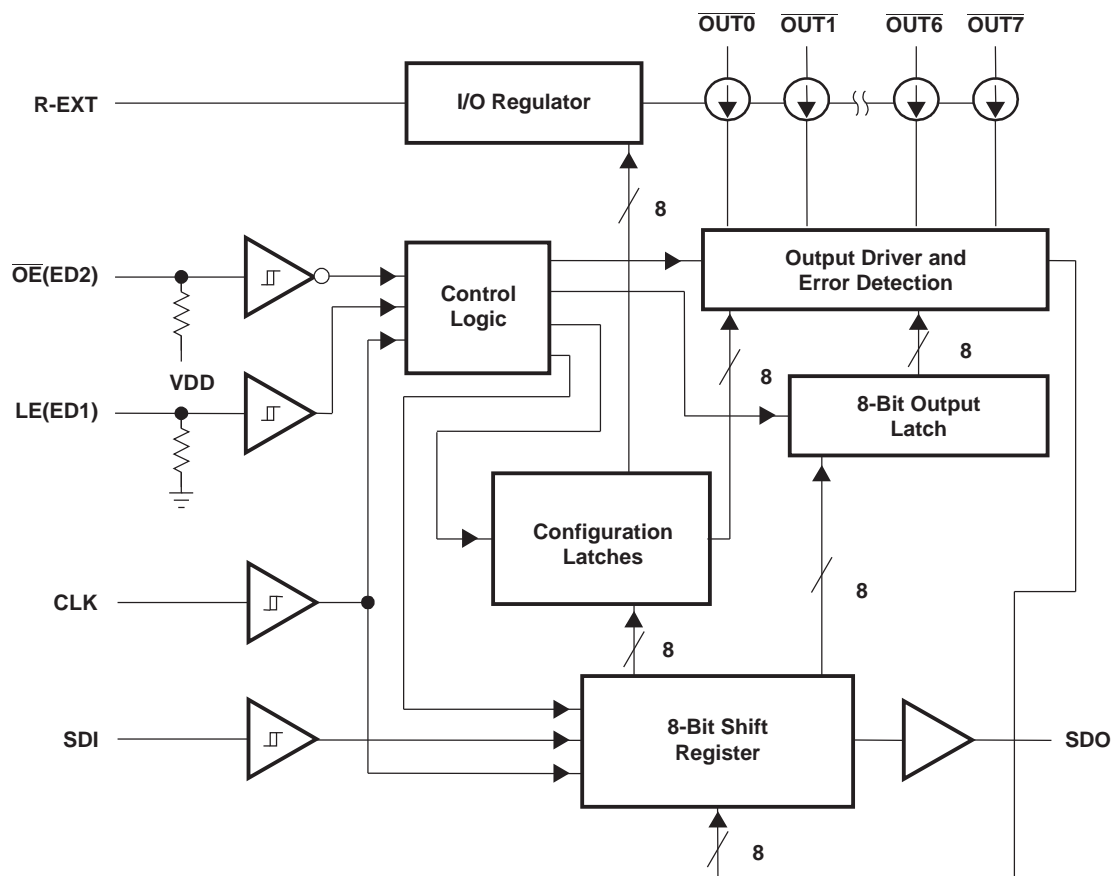 OUT0 OUT1 OUT6 OUT7
R-EXT
I/O Regulator
8
OE(ED2)
Control
Logic
Output Driver and
Error Detection
8
8
VDD
LE(ED1)
8-Bit Output
Latch
Configuration
Latches
CLK
8
8
SDI
8-Bit Shift
Register
SDO
8